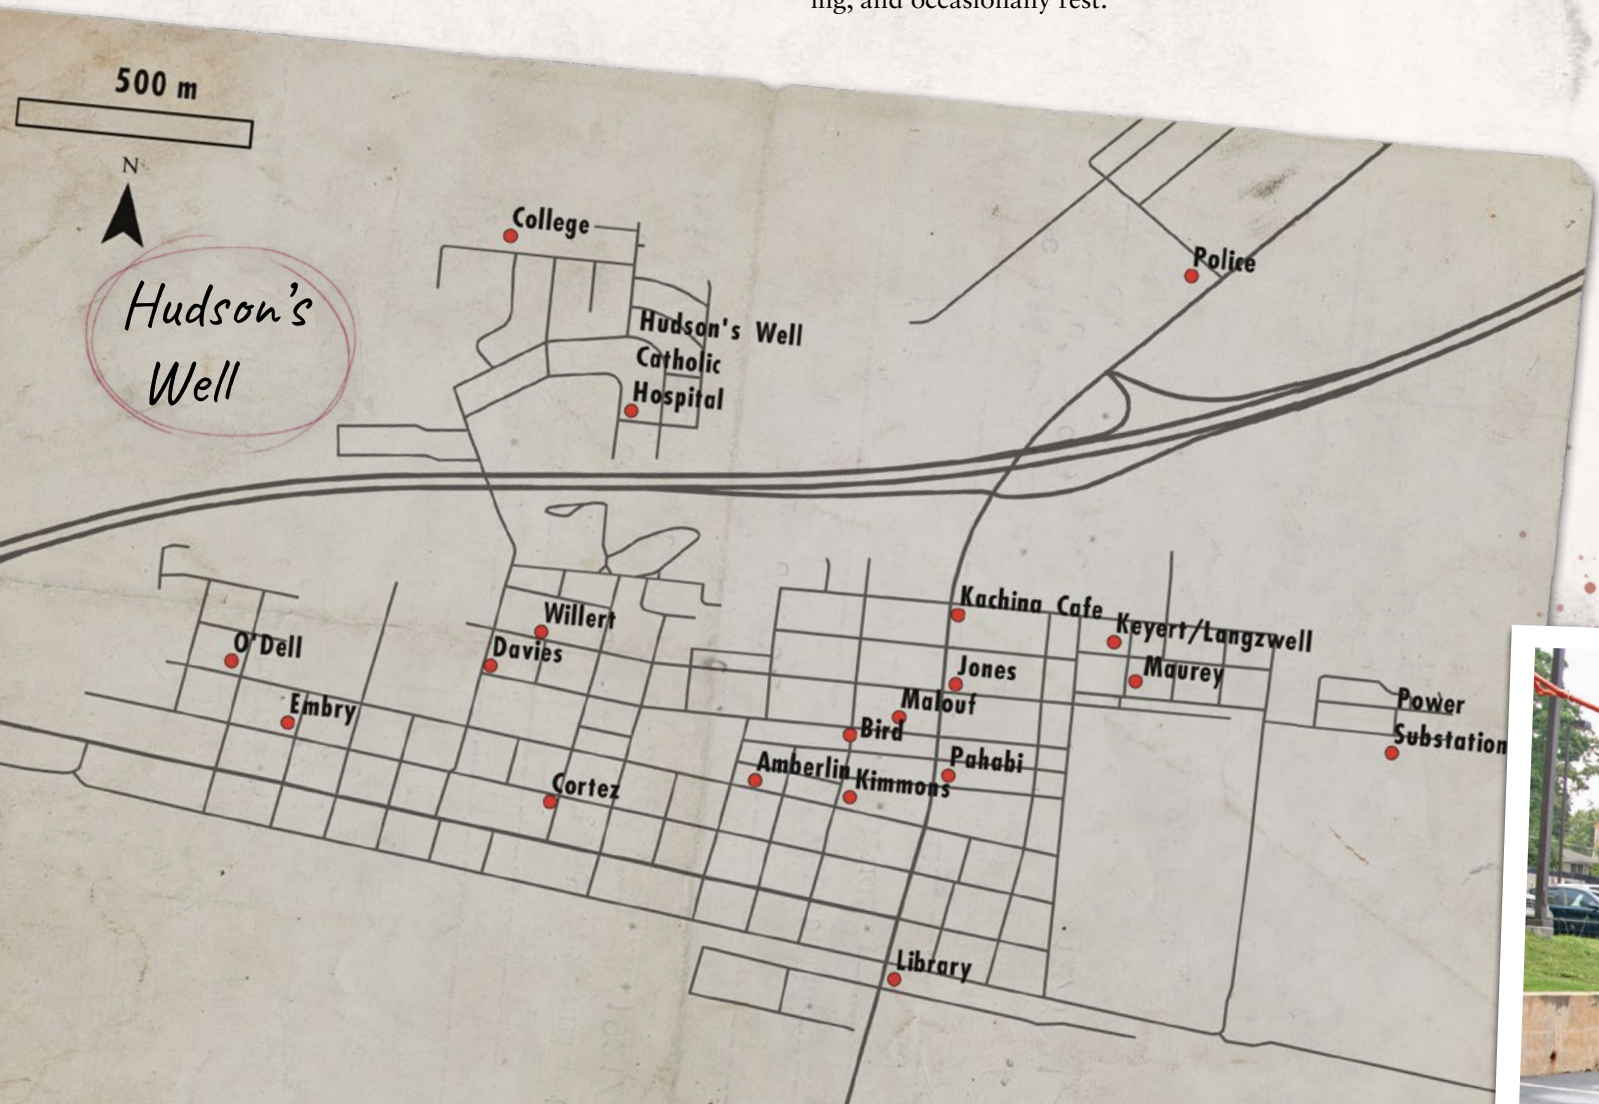 ing, and occasionally rest.
500 m
N
College
Police
Hudson's
Well
Hudson's Well
Catholic
Hospital
Kachina Cafe
Willert
Keyert/Langzwell
O'Dell
Davies
Jones
Maurey
Embry
Malouf
Power
Substation
Bird
Amberlin
Pahabi
Cortez
Kimmons
Library